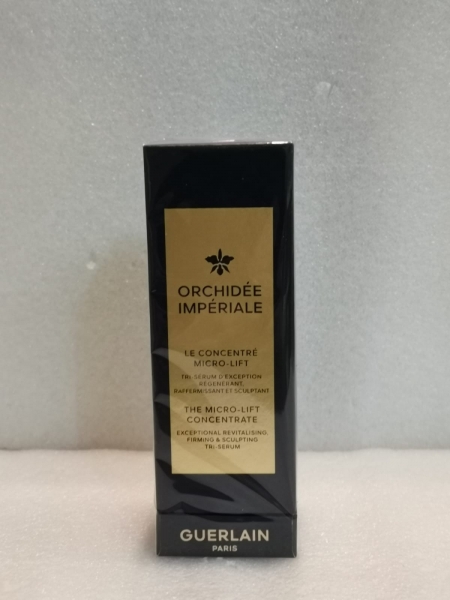 ORCHIDÉE
IMPÉRIALE
LE CONCENTRÉ
MICRO-LIFT
TRI-SÉRUM D'EXCEPTION
RÉGÉNÉRANT,
RAFFERMISSANT ET SCULPTANT
THE MICRO-LIFT
CONCENTRATE
EXCEPTIONAL REVITALISING,
FIRMING & SCULPTING
TRI-SERUM
GUERLAIN
PARIS